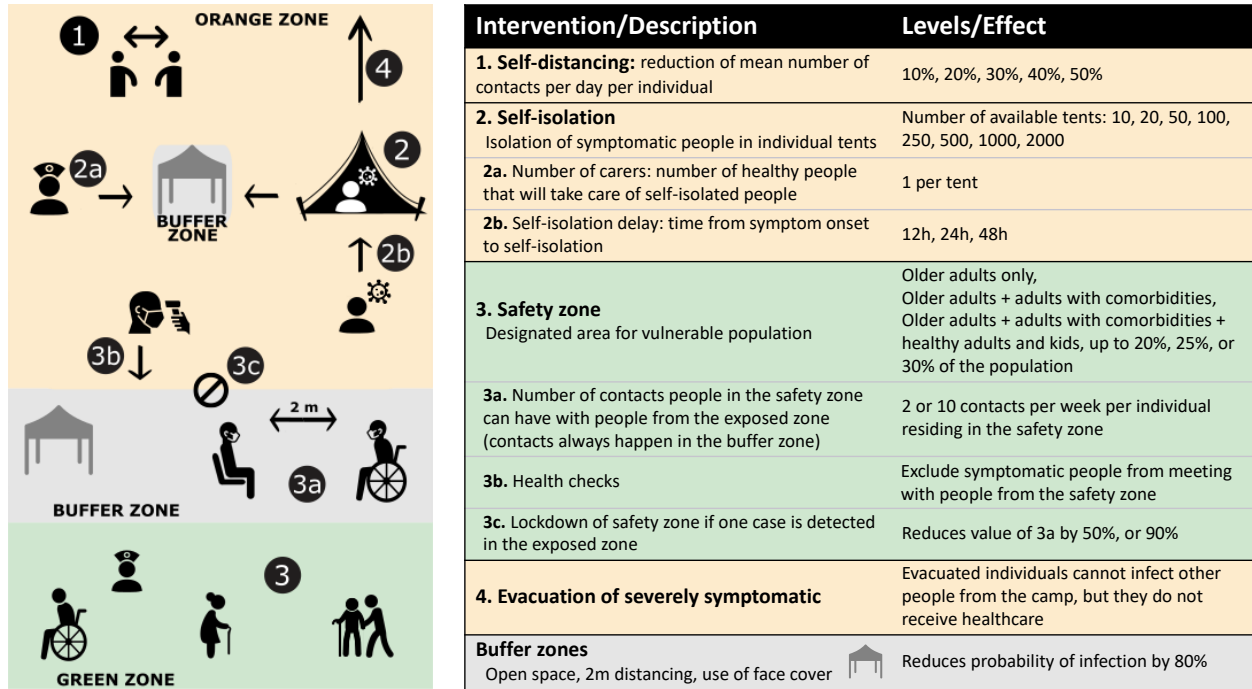 ORANGE ZONE
1
4
2a
2
BUFFER
ZONE
2b
3b
3c
2 m
3a
BUFFER ZONE
3
GREEN ZONE
Intervention/Description
Levels/Effect
1. Self-distancing: reduction of mean number of
contacts per day per individual
10%, 20%, 30%, 40%, 50%
2. Self-isolation
Isolation of symptomatic people in individual tents
Number of available tents: 10, 20, 50, 100,
250, 500, 1000, 2000
2a. Number of carers: number of healthy people
that will take care of self-isolated people
1 per tent
2b. Self-isolation delay: time from symptom onset
to self-isolation
12h, 24h, 48h
3. Safety zone
Designated area for vulnerable population
Older adults only,
Older adults + adults with comorbidities,
Older adults + adults with comorbidities +
healthy adults and kids, up to 20%, 25%, or
30% of the population
3a. Number of contacts people in the safety zone
can have with people from the exposed zone
(contacts always happen in the buffer zone)
2 or 10 contacts per week per individual
residing in the safety zone
3b. Health checks
Exclude symptomatic people from meeting
with people from the safety zone
3c. Lockdown of safety zone if one case is detected
in the exposed zone
Reduces value of 3a by 50%, or 90%
4. Evacuation of severely symptomatic
Evacuated individuals cannot infect other
people from the camp, but they do not
receive healthcare
Buffer zones
Open space, 2m distancing, use of face cover
Reduces probability of infection by 80%